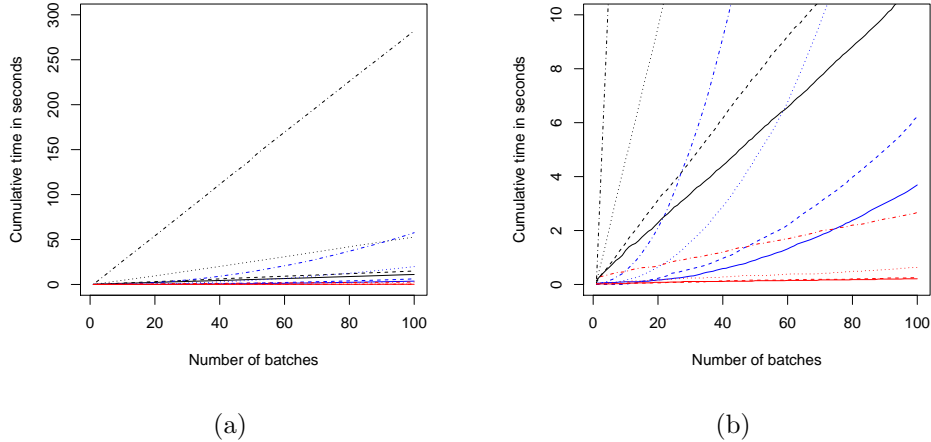 300
250
200
150
100
50
0
Cumulative time in seconds
0 20 40 60 80 100
Number of batches
(a)
10
8
6
4
2
0
Cumulative time in seconds
0 20 40 60 80 100
Number of batches
(b)